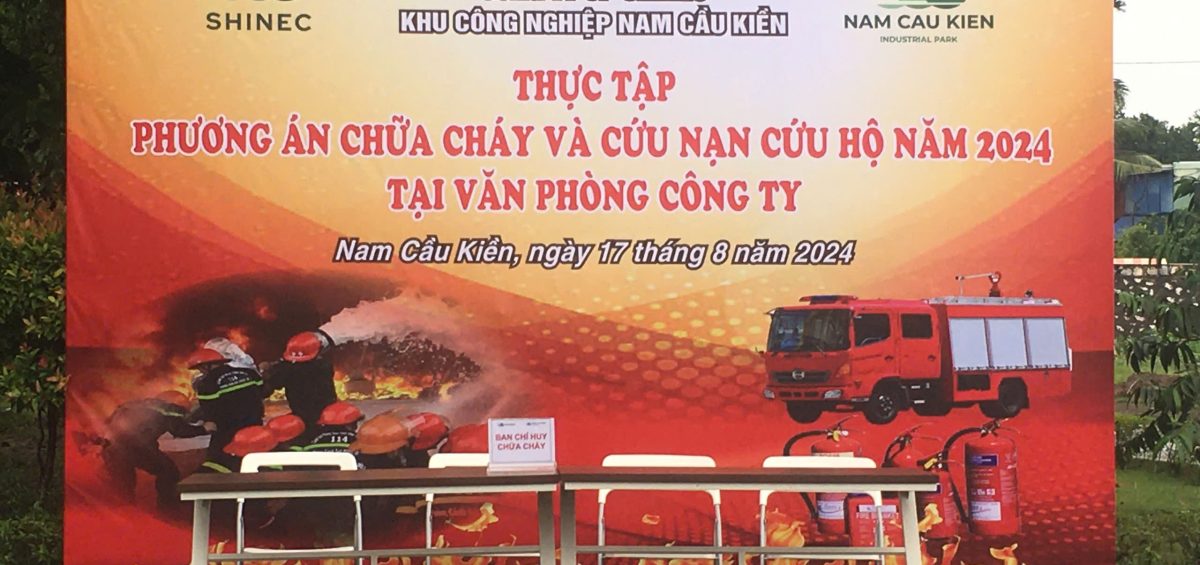 SHINEC
KHU CÔNG NGHIỆP NAM CẦU KIỀN
NAM CAU KIEN
INDUSTRIAL PARK
THỰC TẬP
PHƯƠNG ÁN CHỮA CHÁY VÀ CỨU NẠN CỨU HỘ NĂM 2024
TẠI VĂN PHÒNG CÔNG TY
Nam Cầu Kiền, ngày 17 tháng 8 năm 2024
114
BAN CHỈ HUY
CHỮA CHÁY